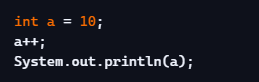 int a = 10;
a++;
System.out.println(a);